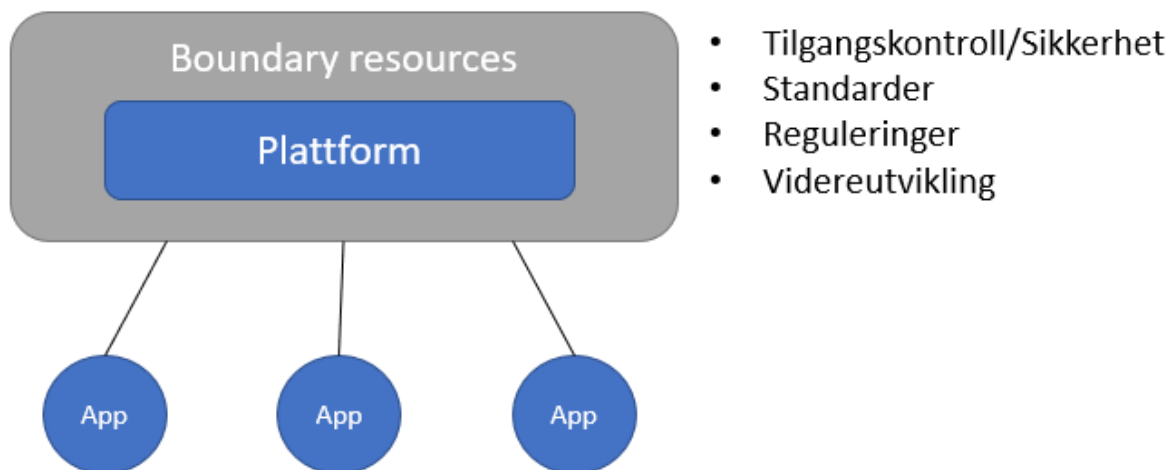 Boundary resources
Plattform
App
App
App
• Tilgangskontroll/Sikkerhet
• Standarder
• Reguleringer
• Videreutvikling